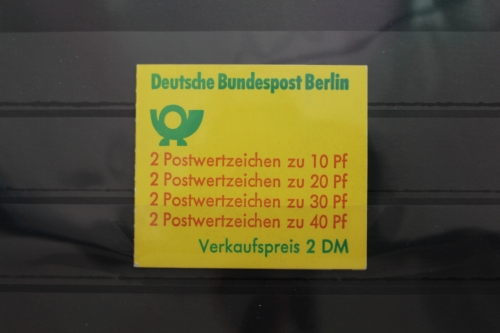 Deutsche Bundespost Berlin
2 Postwertzeichen zu 10 Pf
2 Postwertzeichen zu 20 Pf
2 Postwertzeichen zu 30 Pf
2 Postwertzeichen zu 40 Pf
Verkaufspreis 2 DM